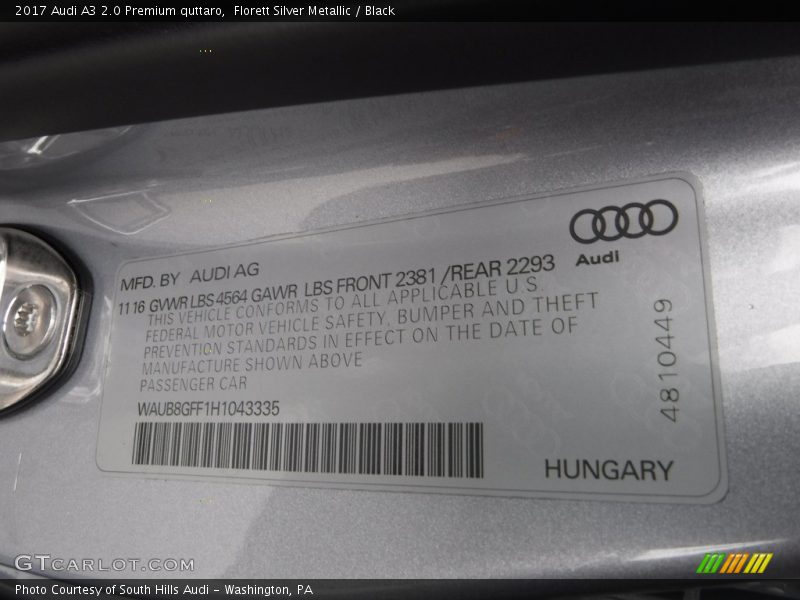 2017 Audi A3 2.0 Premium quttaro, Florett Silver Metallic / Black
Audi
MFD. BY AUDI AG
11 16 GVWR LBS 4564 GAWR LBS FRONT 2381 /REAR 2293
THIS VEHICLE CONFORMS TO ALL APPLICABLE U.S.
FEDERAL MOTOR VEHICLE SAFETY, BUMPER AND THEFT
PREVENTION STANDARDS IN EFFECT ON THE DATE OF
MANUFACTURE SHOWN ABOVE
PASSENGER CAR
WAUB8GFF1H1043335
4810449
HUNGARY
GTCARLOT.COM
Photo Courtesy of South Hills Audi - Washington, PA